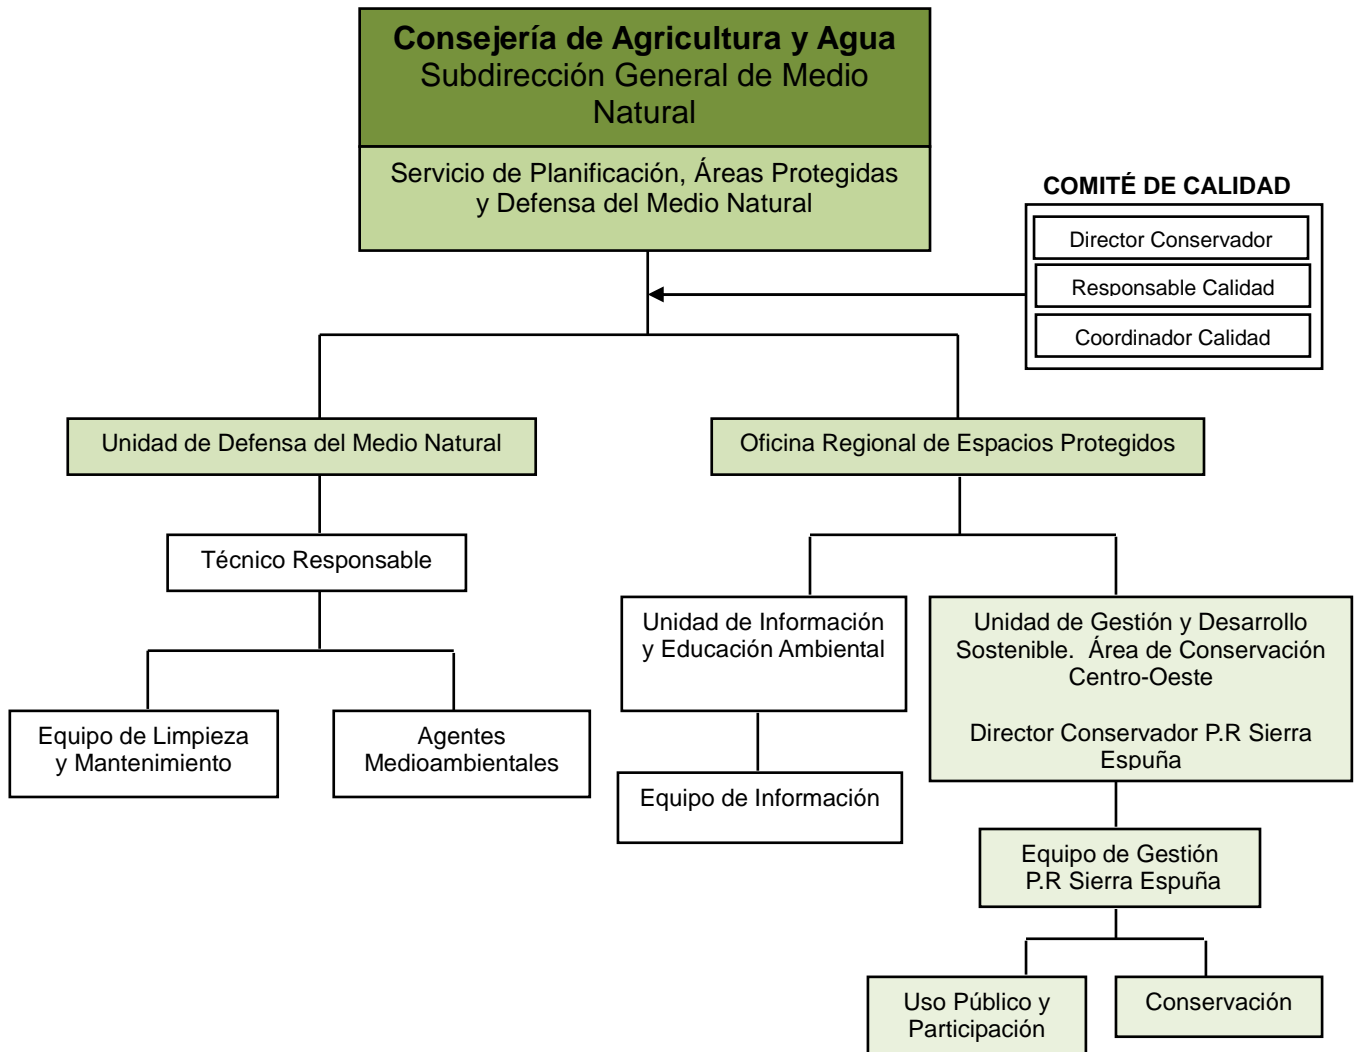 Consejería de Agricultura y Agua
Subdirección General de Medio
Natural
Servicio de Planificación, Áreas Protegidas
y Defensa del Medio Natural
COMITÉ DE CALIDAD
Director Conservador
Responsable Calidad
Coordinador Calidad
Unidad de Defensa del Medio Natural
Oficina Regional de Espacios Protegidos
Técnico Responsable
Unidad de Información
y Educación Ambiental
Unidad de Gestión y Desarrollo
Sostenible. Área de Conservación
Centro-Oeste
Director Conservador P.R Sierra
Espuña
Equipo de Limpieza
y Mantenimiento
Agentes
Medioambientales
Equipo de Información
Equipo de Gestión
P.R Sierra Espuña
Uso Público y
Participación
Conservación